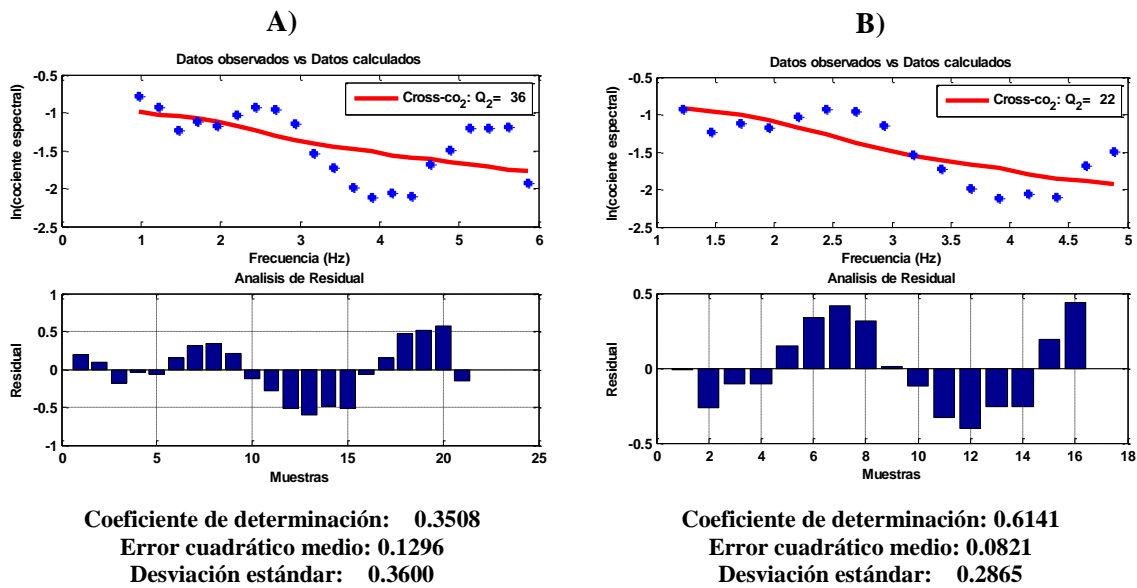 A)
Datos observados vs Datos calculados
ln(cociente espectral)
-0.5
-1
-1.5
-2
-2.5
Cross-co2: Q2= 36
0 1 2 3 4 5 6
Frecuencia (Hz)
Analisis de Residual
Residual
1
0.5
0
-0.5
-1
0 5 10 15 20 25
Muestras
Coeficiente de determinación: 0.3508
Error cuadrático medio: 0.1296
Desviación estándar: 0.3600
B)
Datos observados vs Datos calculados
ln(cociente espectral)
-0.5
-1
-1.5
-2
-2.5
Cross-co2: Q2= 22
1 1.5 2 2.5 3 3.5 4 4.5 5
Frecuencia (Hz)
Analisis de Residual
Residual
0.5
0
-0.5
0 2 4 6 8 10 12 14 16 18
Muestras
Coeficiente de determinación: 0.6141
Error cuadrático medio: 0.0821
Desviación estándar: 0.2865